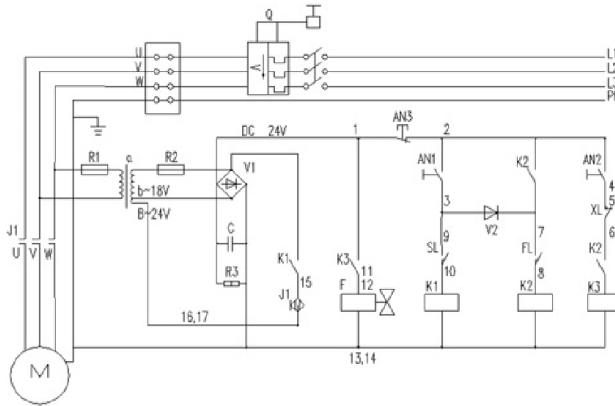 Q
U
V
W
L1
L2
L3
PE
AN3
DC 24V
1
2
R1
a
R2
V1
b~18V
B~24V
AN1
K2
AN2
3
V2
4
5
XL
6
J1
U V W
C
R3
K1
15
J1
KM
16,17
K3
11
12
F
9
SL
10
7
FL
8
K2
K1
K2
K3
13,14
M